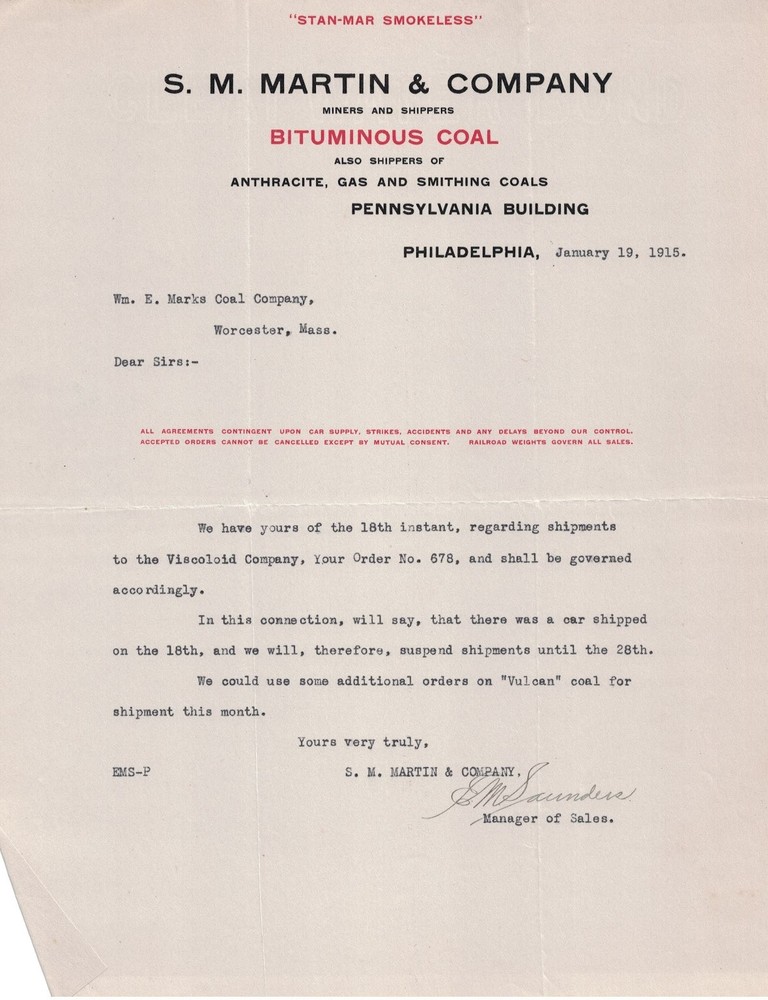 "STAN-MAR SMOKELESS"
S. M. MARTIN & COMPANY
MINERS AND SHIPPERS
BITUMINOUS COAL
ALSO SHIPPERS OF
ANTHRACITE, GAS AND SMITHING COALS
PENNSYLVANIA BUILDING
PHILADELPHIA, January 19, 1915.
Wm. E. Marks Coal Company,
Worcester, Mass.
Dear Sirs:-
ALL AGREEMENTS CONTINGENT UPON CAR SUPPLY, STRIKES, ACCIDENTS AND ANY DELAYS BEYOND OUR CONTROL.
ACCEPTED ORDERS CANNOT BE CANCELLED EXCEPT BY MUTUAL CONSENT. RAILROAD WEIGHTS GOVERN ALL SALES.
We have yours of the 18th instant, regarding shipments
to the Viscoloid Company, Your Order No. 678, and shall be governed
accordingly.
In this connection, will say, that there was a car shipped
on the 18th, and we will, therefore, suspend shipments until the 28th.
We could use some additional orders on "Vulcan" coal for
shipment this month.
Yours very truly,
EMS-P S. M. MARTIN & COMPANY,
E M Saunders
Manager of Sales.